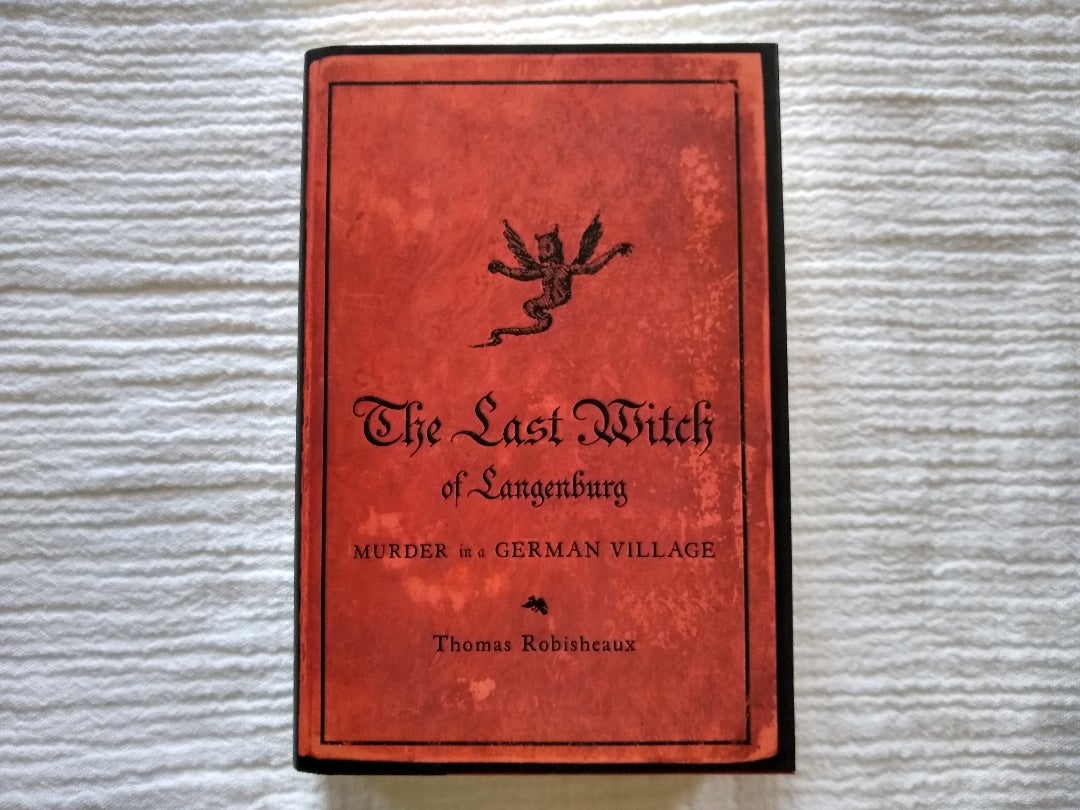 The Last Witch
of Langenburg
MURDER in a GERMAN VILLAGE
Thomas Robisheaux